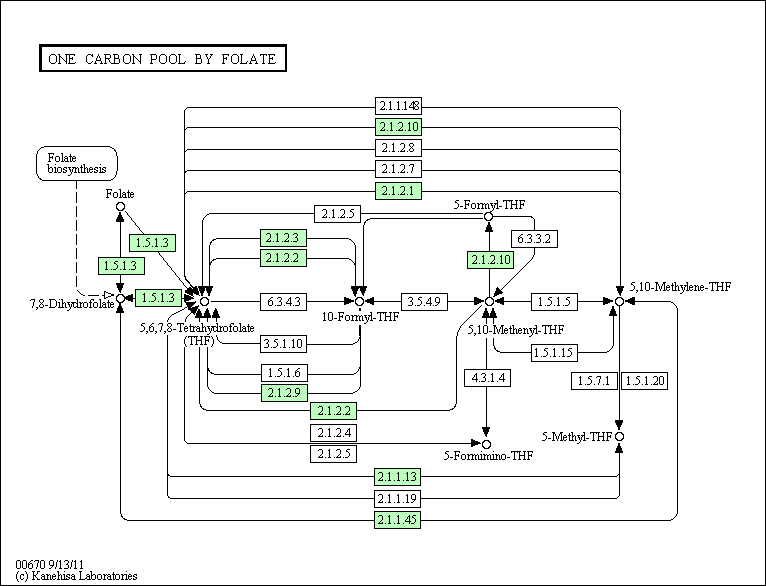 ONE CARBON POOL BY FOLATE
2.1.1.148
2.1.2.10
2.1.2.8
2.1.2.7
2.1.2.1
Folate
biosynthesis
Folate
5-Formyl-THF
2.1.2.5
1.5.1.3
2.1.2.3
6.3.3.2
1.5.1.3
2.1.2.2
2.1.2.10
5,10-Methylene-THF
7,8-Dihydrofolate
1.5.1.3
6.3.4.3
3.5.4.9
1.5.1.5
10-Formyl-THF
5,6,7,8-Tetrahydrofolate
(THF)
5,10-Methenyl-THF
3.5.1.10
1.5.1.15
1.5.1.6
4.3.1.4
1.5.7.1
1.5.1.20
2.1.2.9
2.1.2.2
2.1.2.4
5-Methyl-THF
2.1.2.5
5-Formimino-THF
2.1.1.13
2.1.1.19
2.1.1.45
00670 9/13/11
(c) Kanehisa Laboratories